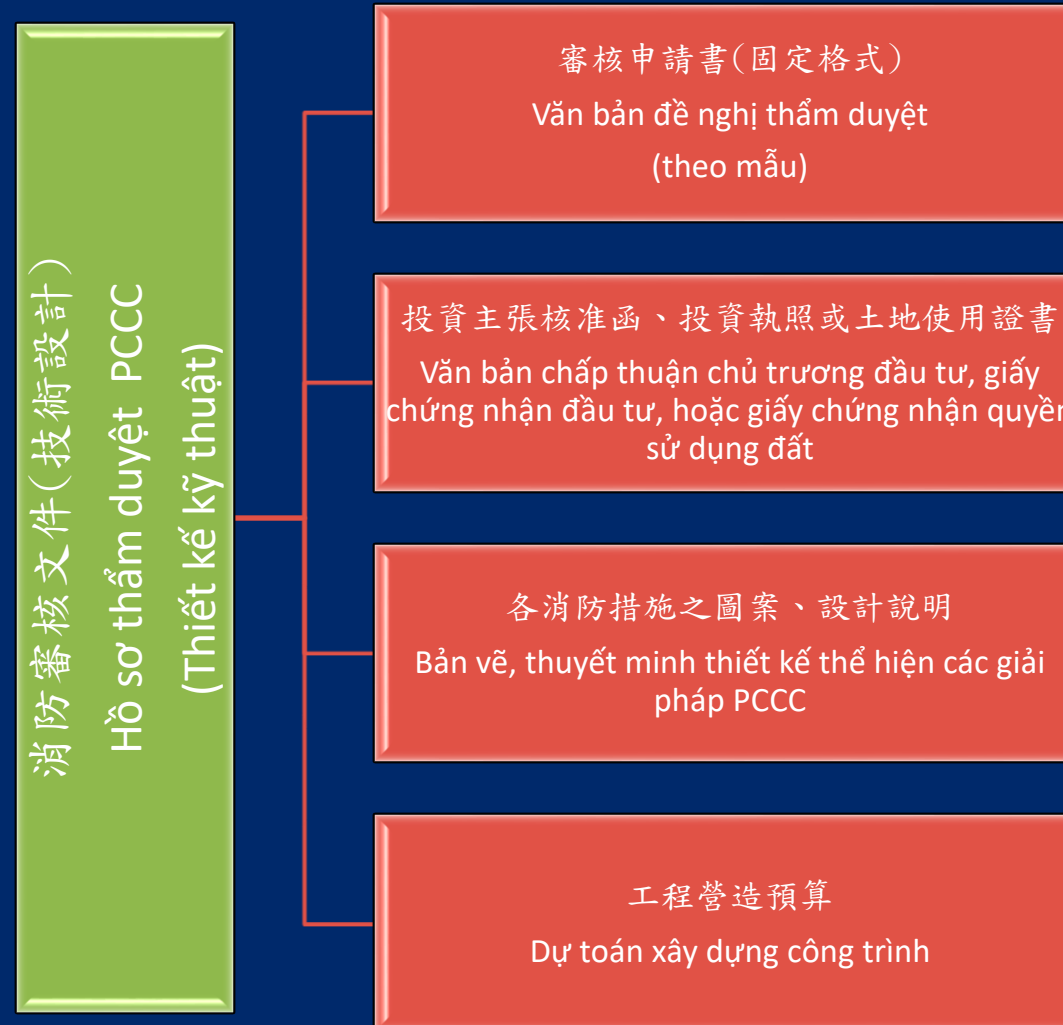 消防審核文件(技術設計)
Hồ sơ thẩm duyệt PCCC
(Thiết kế kỹ thuật)
審核申請書(固定格式)
Văn bản đề nghị thẩm duyệt
(theo mẫu)
投資主張核准函、投資執照或土地使用證書
Văn bản chấp thuận chủ trương đầu tư, giấy
chứng nhận đầu tư, hoặc giấy chứng nhận quyền
sử dụng đất
各消防措施之圖案、設計說明
Bản vẽ, thuyết minh thiết kế thể hiện các giải
pháp PCCC
工程營造預算
Dự toán xây dựng công trình